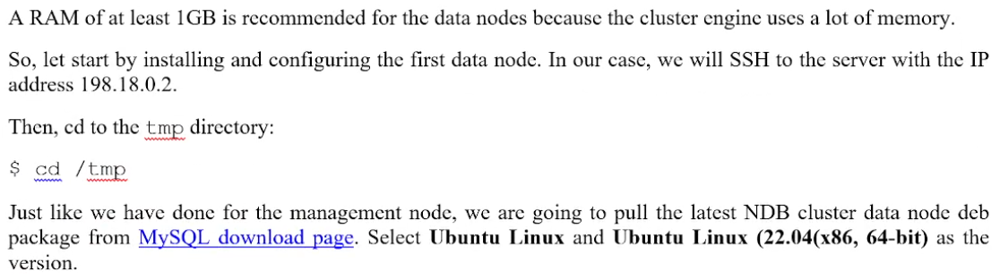 A RAM of at least 1GB is recommended for the data nodes because the cluster engine uses a lot of memory.
So, let start by installing and configuring the first data node. In our case, we will SSH to the server with the IP
address 198.18.0.2.
Then, cd to the tmp directory:
$ cd /tmp
Just like we have done for the management node, we are going to pull the latest NDB cluster data node deb
package from MySQL download page. Select Ubuntu Linux and Ubuntu Linux (22.04(x86, 64-bit) as the
version.